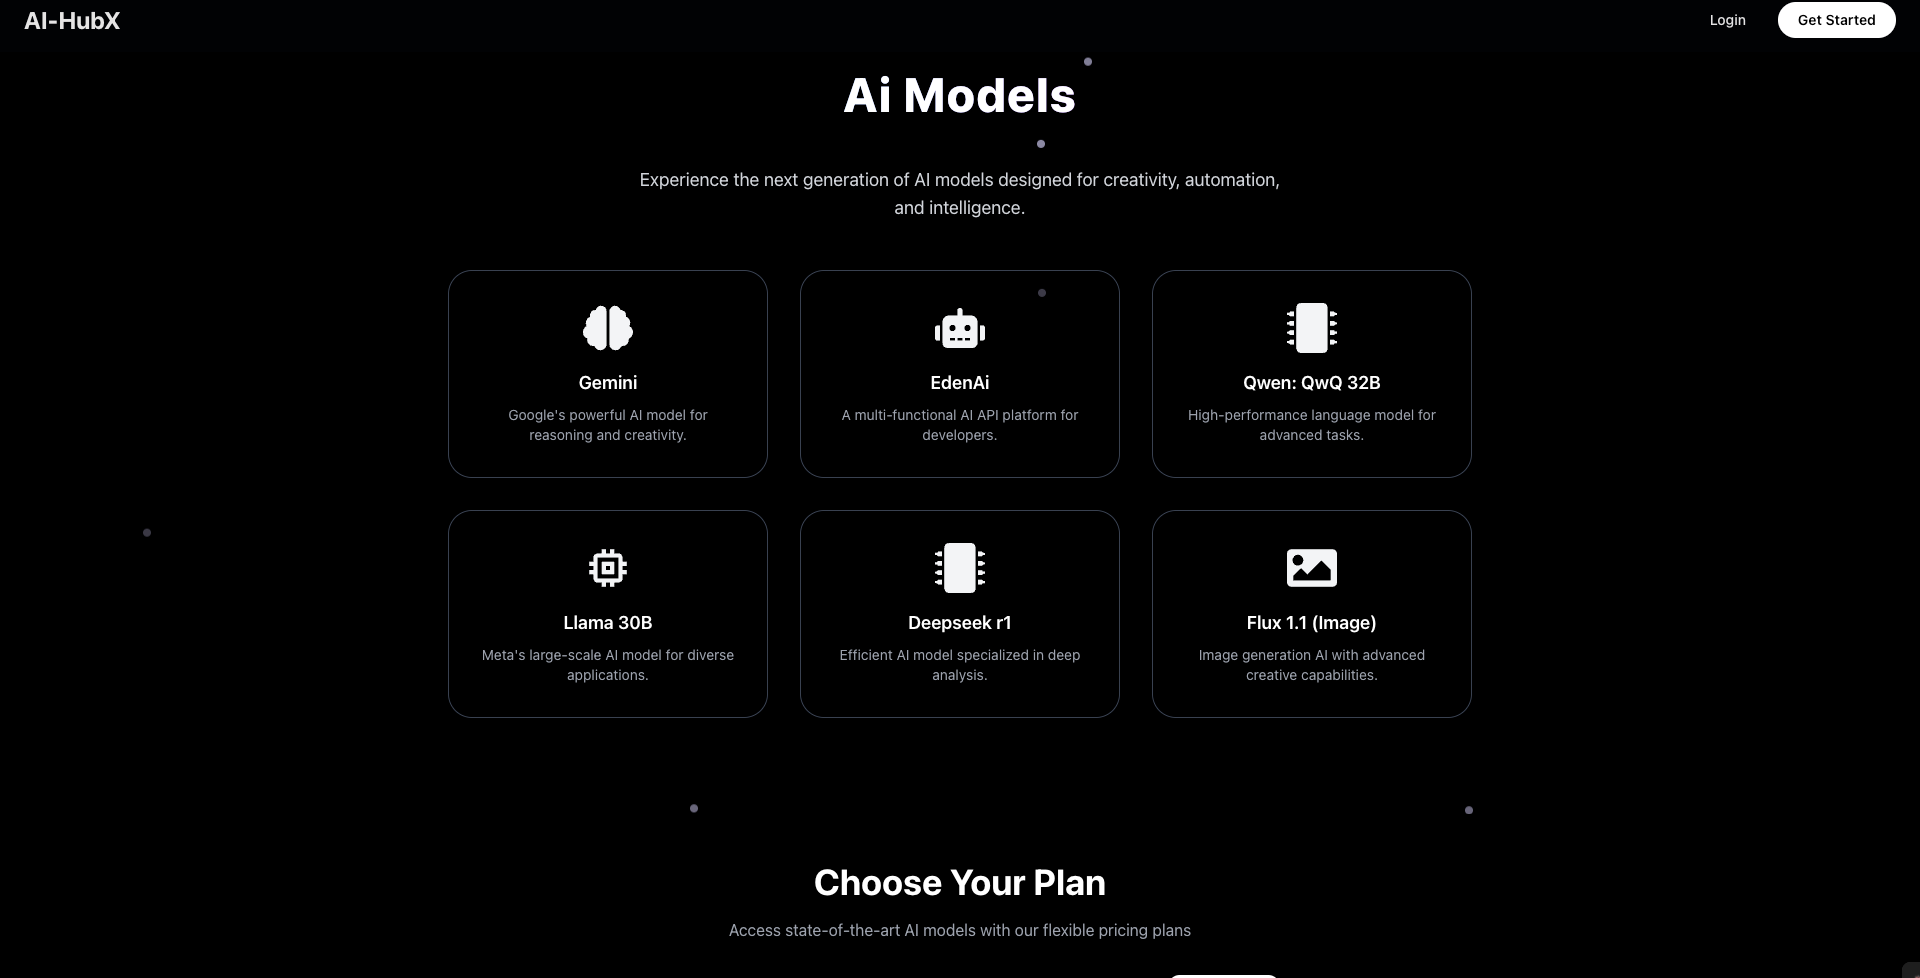 AI-HubX
Login
Get Started
Ai Models
Experience the next generation of AI models designed for creativity, automation,
and intelligence.
Gemini
Google's powerful AI model for
reasoning and creativity.
EdenAi
A multi-functional AI API platform for
developers.
Qwen: QwQ 32B
High-performance language model for
advanced tasks.
Llama 30B
Meta's large-scale AI model for diverse
applications.
Deepseek r1
Efficient AI model specialized in deep
analysis.
Flux 1.1 (Image)
Image generation AI with advanced
creative capabilities.
Choose Your Plan
Access state-of-the-art AI models with our flexible pricing plans